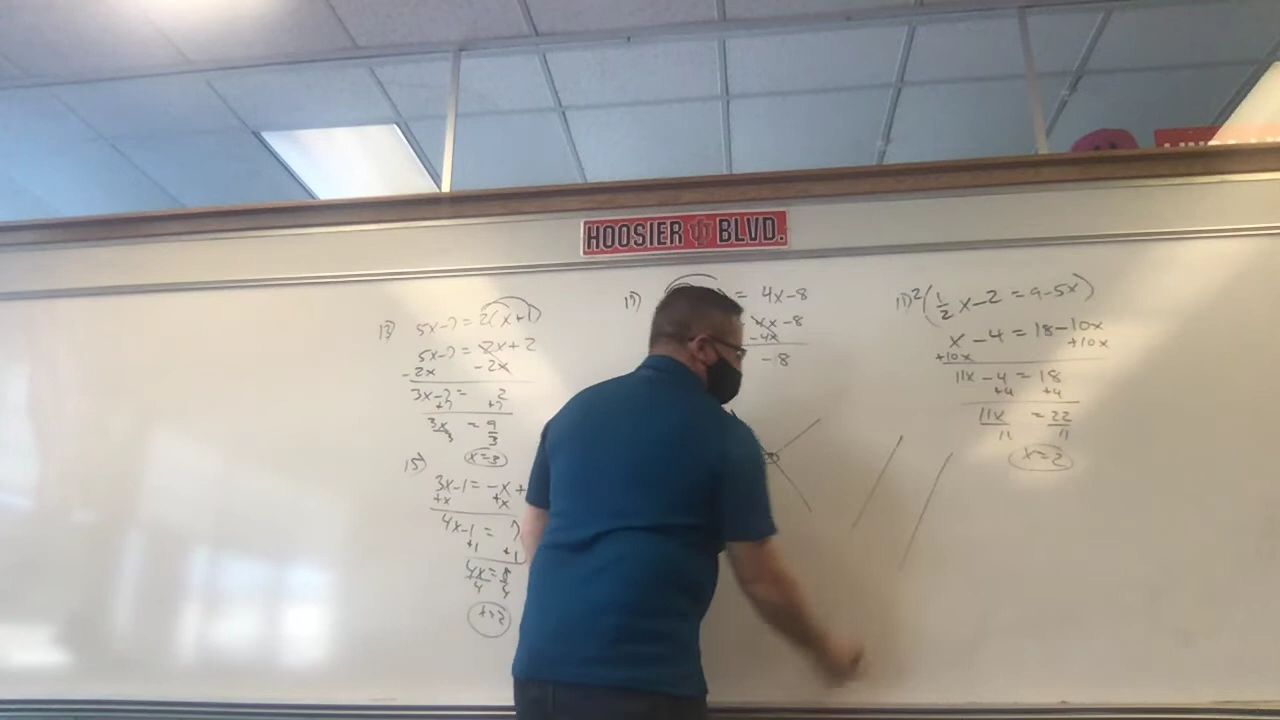 HOOSIER BLVD.
13) 5x-7=2(x+1)
5x-7=2x+2
-2x -2x
3x-7= 2
+7 +7
3x = 9
3 3
x=3
15) 3x-1=-x+
+x +x
4x-1= 7
+1 +1
4x=8
4 4
x=2
= 4x-8
4x-8
-4x
-8
2(1/2 x-2=9-5x)
x-4=18-10x
+10x +10x
11x-4=18
+4 +4
11x =22
11 11
x=2